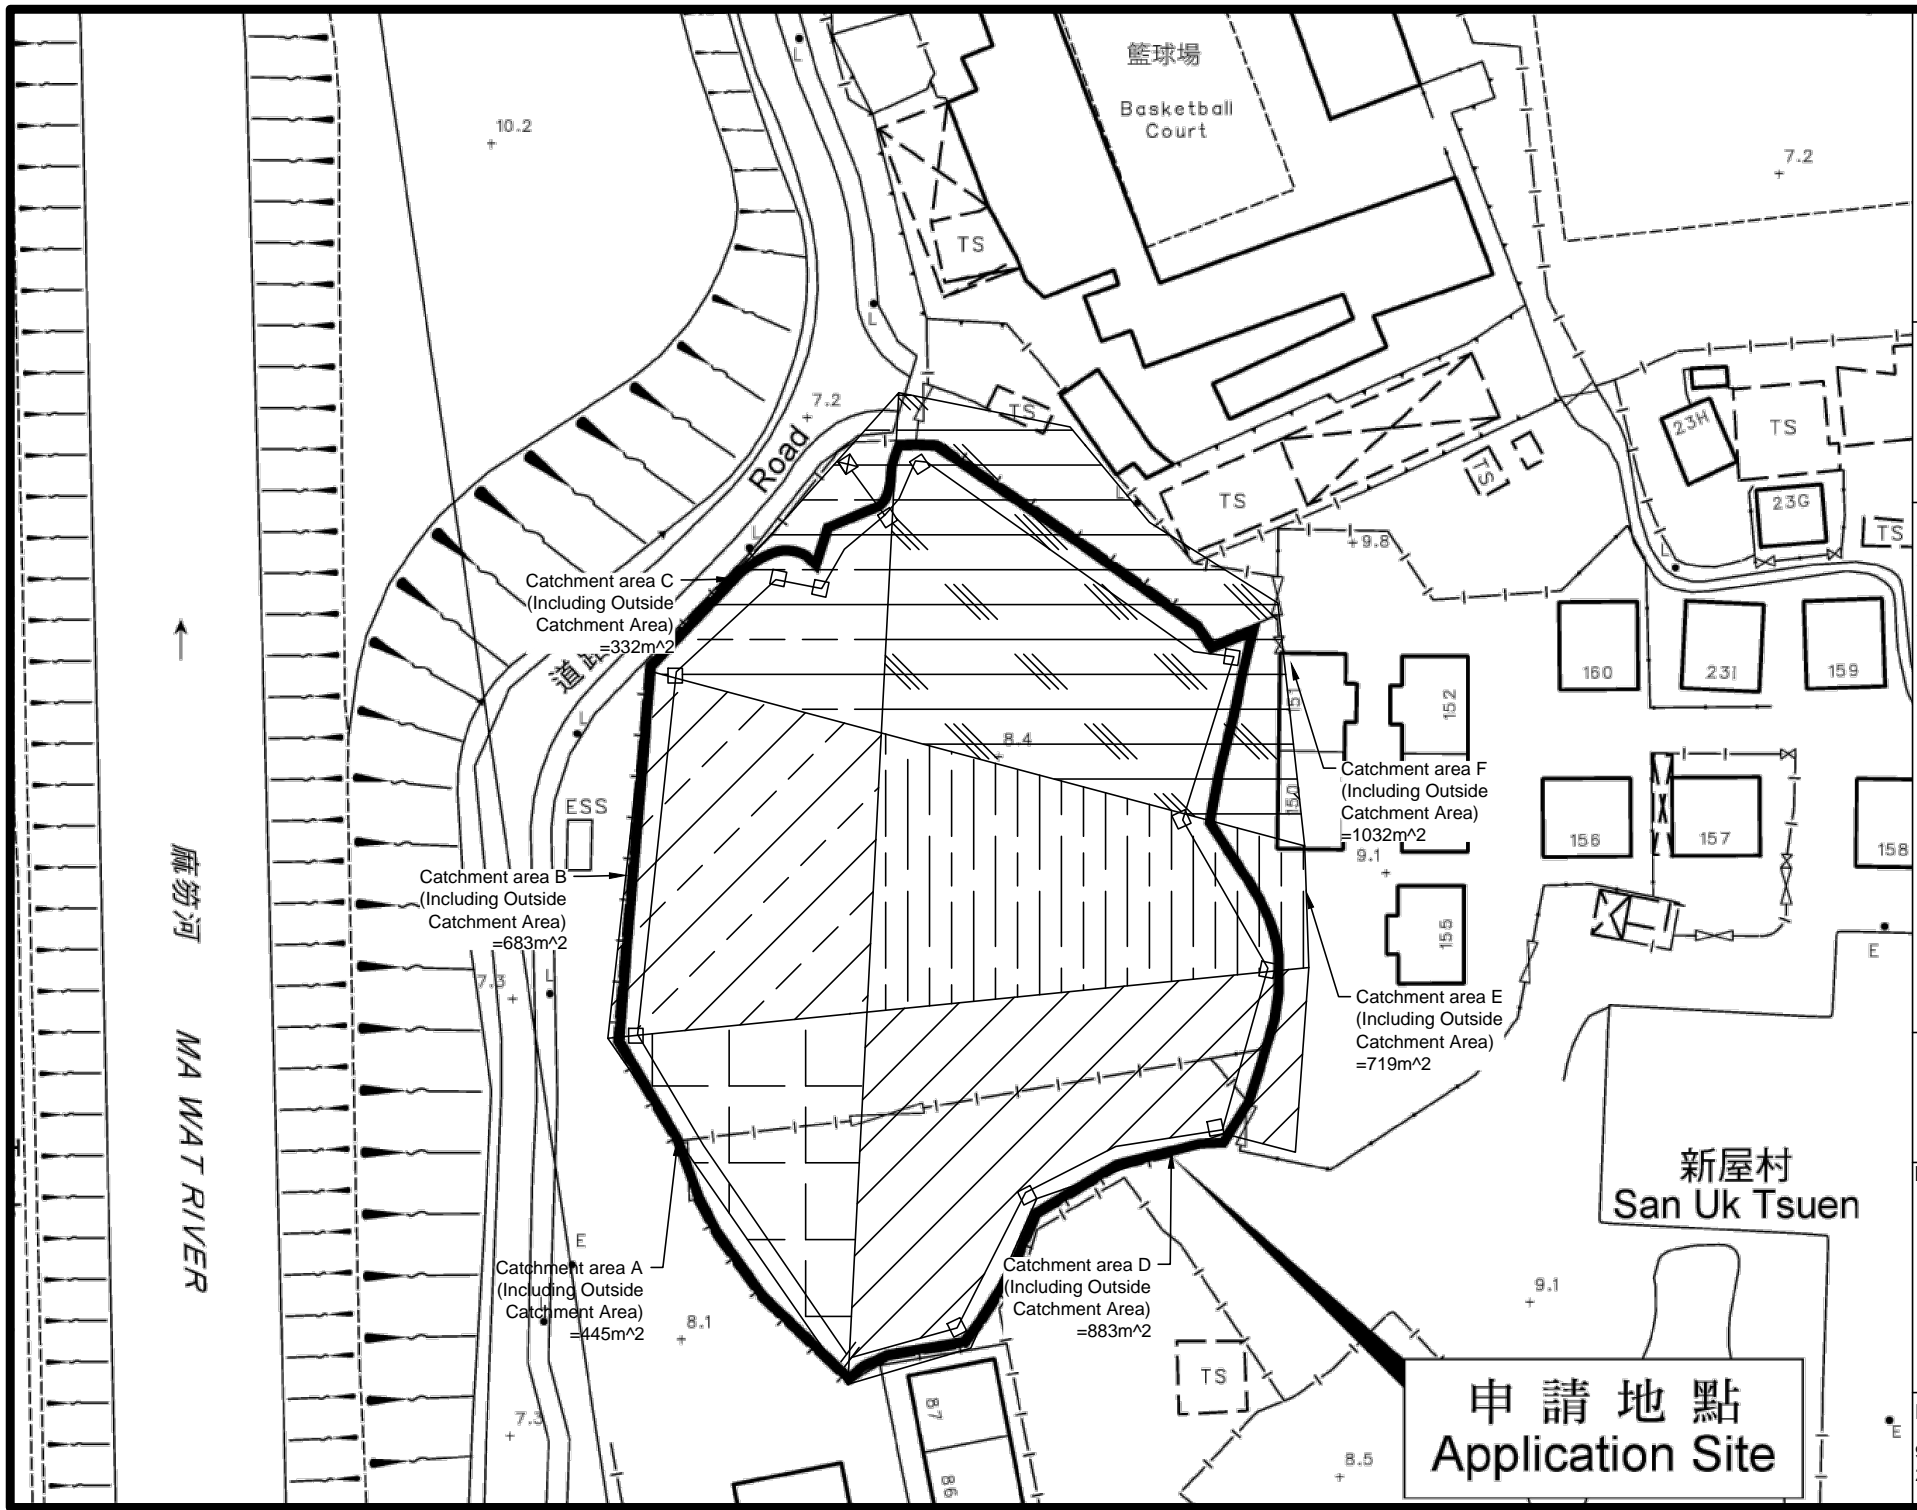 籃球場
Basketball
Court
10.2
7.2
L
TS
L
7.2
Road
道路
TS
TS
TS
L
L
L
9.8
23H
TS
23G
TS
L
Catchment area C
(Including Outside
Catchment Area)
=332m^2
160
231
159
151
152
150
8.4
Catchment area F
(Including Outside
Catchment Area)
=1032m^2
9.1
156
157
158
ESS
Catchment area B
(Including Outside
Catchment Area)
=683m^2
155
E
7.3
L
Catchment area E
(Including Outside
Catchment Area)
=719m^2
麻笏河
MA WAT RIVER
新屋村
San Uk Tsuen
E
Catchment area A
(Including Outside
Catchment Area)
=445m^2
Catchment area D
(Including Outside
Catchment Area)
=883m^2
8.1
9.1
TS
7.3
87
86
8.5
E
申請地點
Application Site